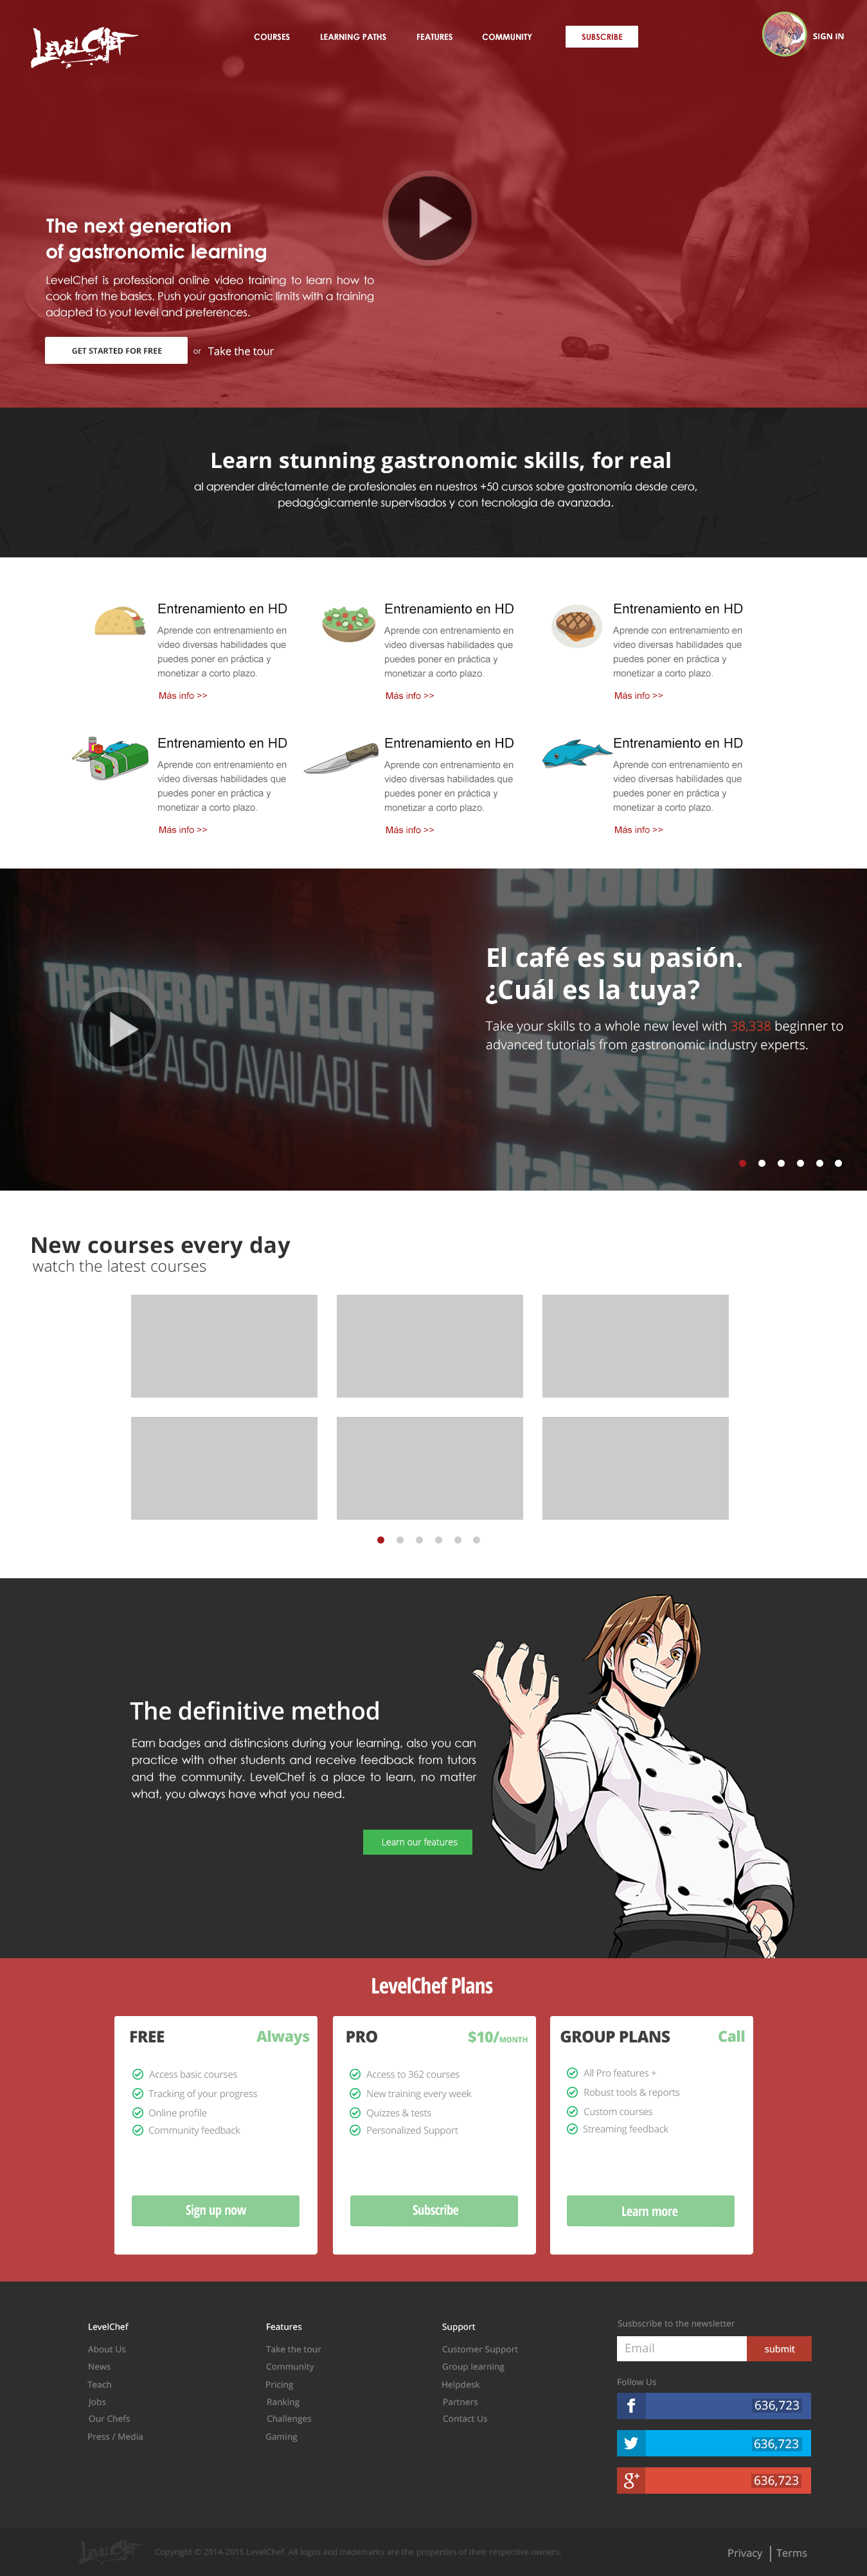 LEVEL CHEF
COURSES
LEARNING PATHS
FEATURES
COMMUNITY
SUBSCRIBE
SIGN IN
The next generation
of gastronomic learning
LevelChef is professional online video training to learn how to
cook from the basics. Push your gastronomic limits with a training
adapted to yout level and preferences.
GET STARTED FOR FREE
or
Take the tour
Learn stunning gastronomic skills, for real
al aprender diréctamente de profesionales en nuestros +50 cursos sobre gastronomía desde cero,
pedagógicamente supervisados y con tecnología de avanzada.
Entrenamiento en HD
Aprende con entrenamiento en
video diversas habilidades que
puedes poner en práctica y
monetizar a corto plazo.
Más info >>
Entrenamiento en HD
Aprende con entrenamiento en
video diversas habilidades que
puedes poner en práctica y
monetizar a corto plazo.
Más info >>
Entrenamiento en HD
Aprende con entrenamiento en
video diversas habilidades que
puedes poner en práctica y
monetizar a corto plazo.
Más info >>
Entrenamiento en HD
Aprende con entrenamiento en
video diversas habilidades que
puedes poner en práctica y
monetizar a corto plazo.
Más info >>
Entrenamiento en HD
Aprende con entrenamiento en
video diversas habilidades que
puedes poner en práctica y
monetizar a corto plazo.
Más info >>
Entrenamiento en HD
Aprende con entrenamiento en
video diversas habilidades que
puedes poner en práctica y
monetizar a corto plazo.
Más info >>
THE POWER OF LEVEL CHEF
WILL BE ALSO AVAILABLE IN
Español
日本語
Italiano
El café es su pasión.
¿Cuál es la tuya?
Take your skills to a whole new level with 38,338 beginner to
advanced tutorials from gastronomic industry experts.
New courses every day
watch the latest courses
The definitive method
Earn badges and distincsions during your learning, also you can
practice with other students and receive feedback from tutors
and the community. LevelChef is a place to learn, no matter
what, you always have what you need.
Learn our features
LevelChef Plans
FREE
Always
Access basic courses
Tracking of your progress
Online profile
Community feedback
Sign up now
PRO
$10/MONTH
Access to 362 courses
New training every week
Quizzes & tests
Personalized Support
Subscribe
GROUP PLANS
Call
All Pro features +
Robust tools & reports
Custom courses
Streaming feedback
Learn more
LevelChef
About Us
News
Teach
Jobs
Our Chefs
Press / Media
Features
Take the tour
Community
Pricing
Ranking
Challenges
Gaming
Support
Customer Support
Group learning
Helpdesk
Partners
Contact Us
Susbscribe to the newsletter
Email
submit
Follow Us
f
636,723
636,723
g+
636,723
LEVEL CHEF
Copyright © 2014-2015 LevelChef. All logos and trademarks are the properties of their respective owners.
Privacy | Terms